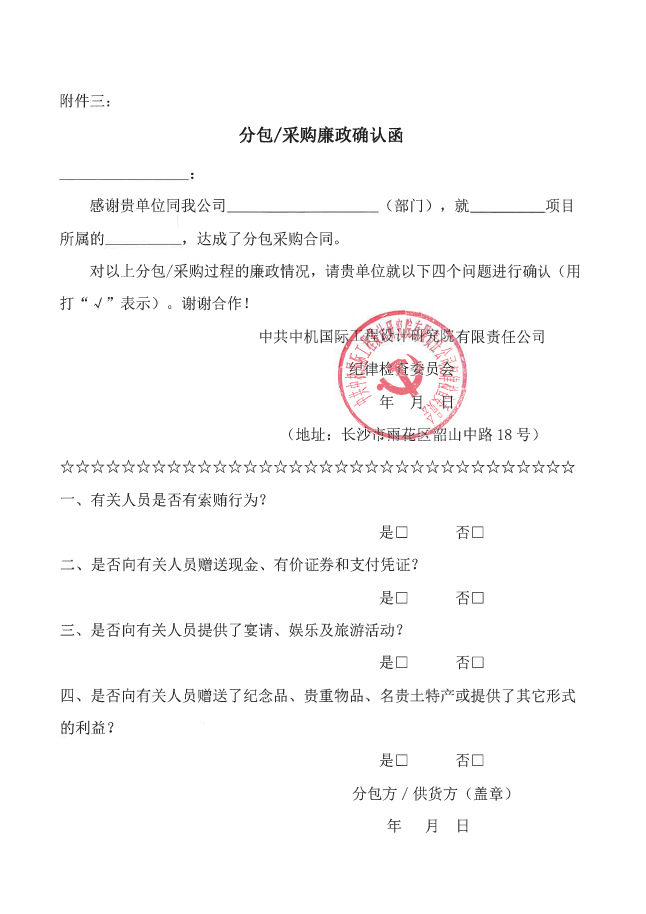 附件三：
分包/采购廉政确认函
________________：
感谢贵单位同我公司____________________（部门），就__________项目
所属的__________，达成了分包采购合同。
对以上分包/采购过程的廉政情况，请贵单位就以下四个问题进行确认（用
打“√”表示）。谢谢合作！
中共中机国际工程设计研究院有限责任公司
纪律检查委员会
年 月 日
（地址：长沙市雨花区韶山中路18号）
☆☆☆☆☆☆☆☆☆☆☆☆☆☆☆☆☆☆☆☆☆☆☆☆☆☆☆☆☆☆☆☆☆☆
一、有关人员是否有索贿行为？
是□ 否□
二、是否向有关人员赠送现金、有价证券和支付凭证？
是□ 否□
三、是否向有关人员提供了宴请、娱乐及旅游活动？
是□ 否□
四、是否向有关人员赠送了纪念品、贵重物品、名贵土特产或提供了其它形式
的利益？
是□ 否□
分包方/供货方（盖章）
年 月 日